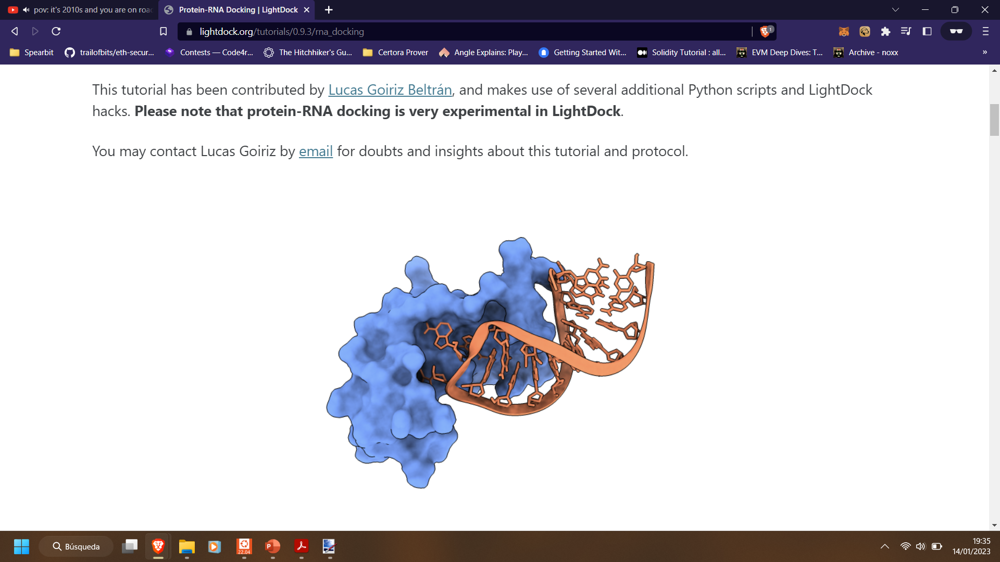 pov: it's 2010s and you are on roa
Protein-RNA Docking | LightDock
lightdock.org/tutorials/0.9.3/rna_docking
1
Spearbit
trailofbits/eth-secur...
Contests — Code4r...
The Hitchhiker's Gu...
Certora Prover
Angle Explains: Play...
Getting Started Wit...
Solidity Tutorial : all...
EVM Deep Dives: T...
Archive - noxx
»
This tutorial has been contributed by Lucas Goiriz Beltrán, and makes use of several additional Python scripts and LightDock
hacks. Please note that protein-RNA docking is very experimental in LightDock.
You may contact Lucas Goiriz by email for doubts and insights about this tutorial and protocol.
Búsqueda
22.04
P
19:35
14/01/2023